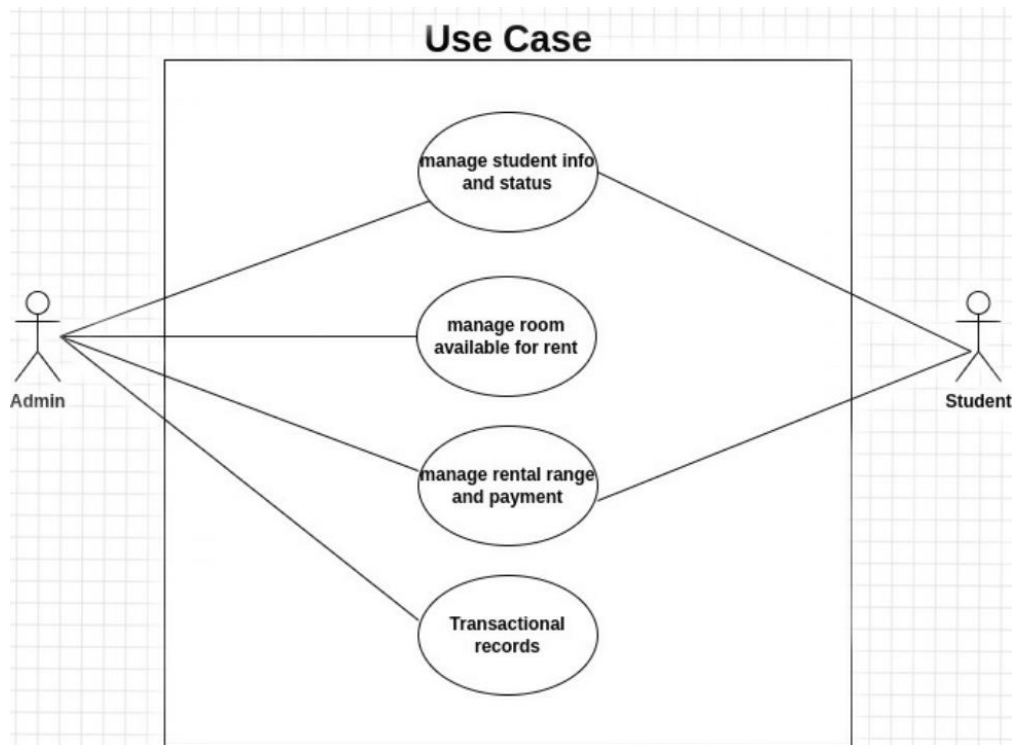 Use Case
manage student info
and status
manage room
available for rent
Admin
Student
manage rental range
and payment
Transactional
records